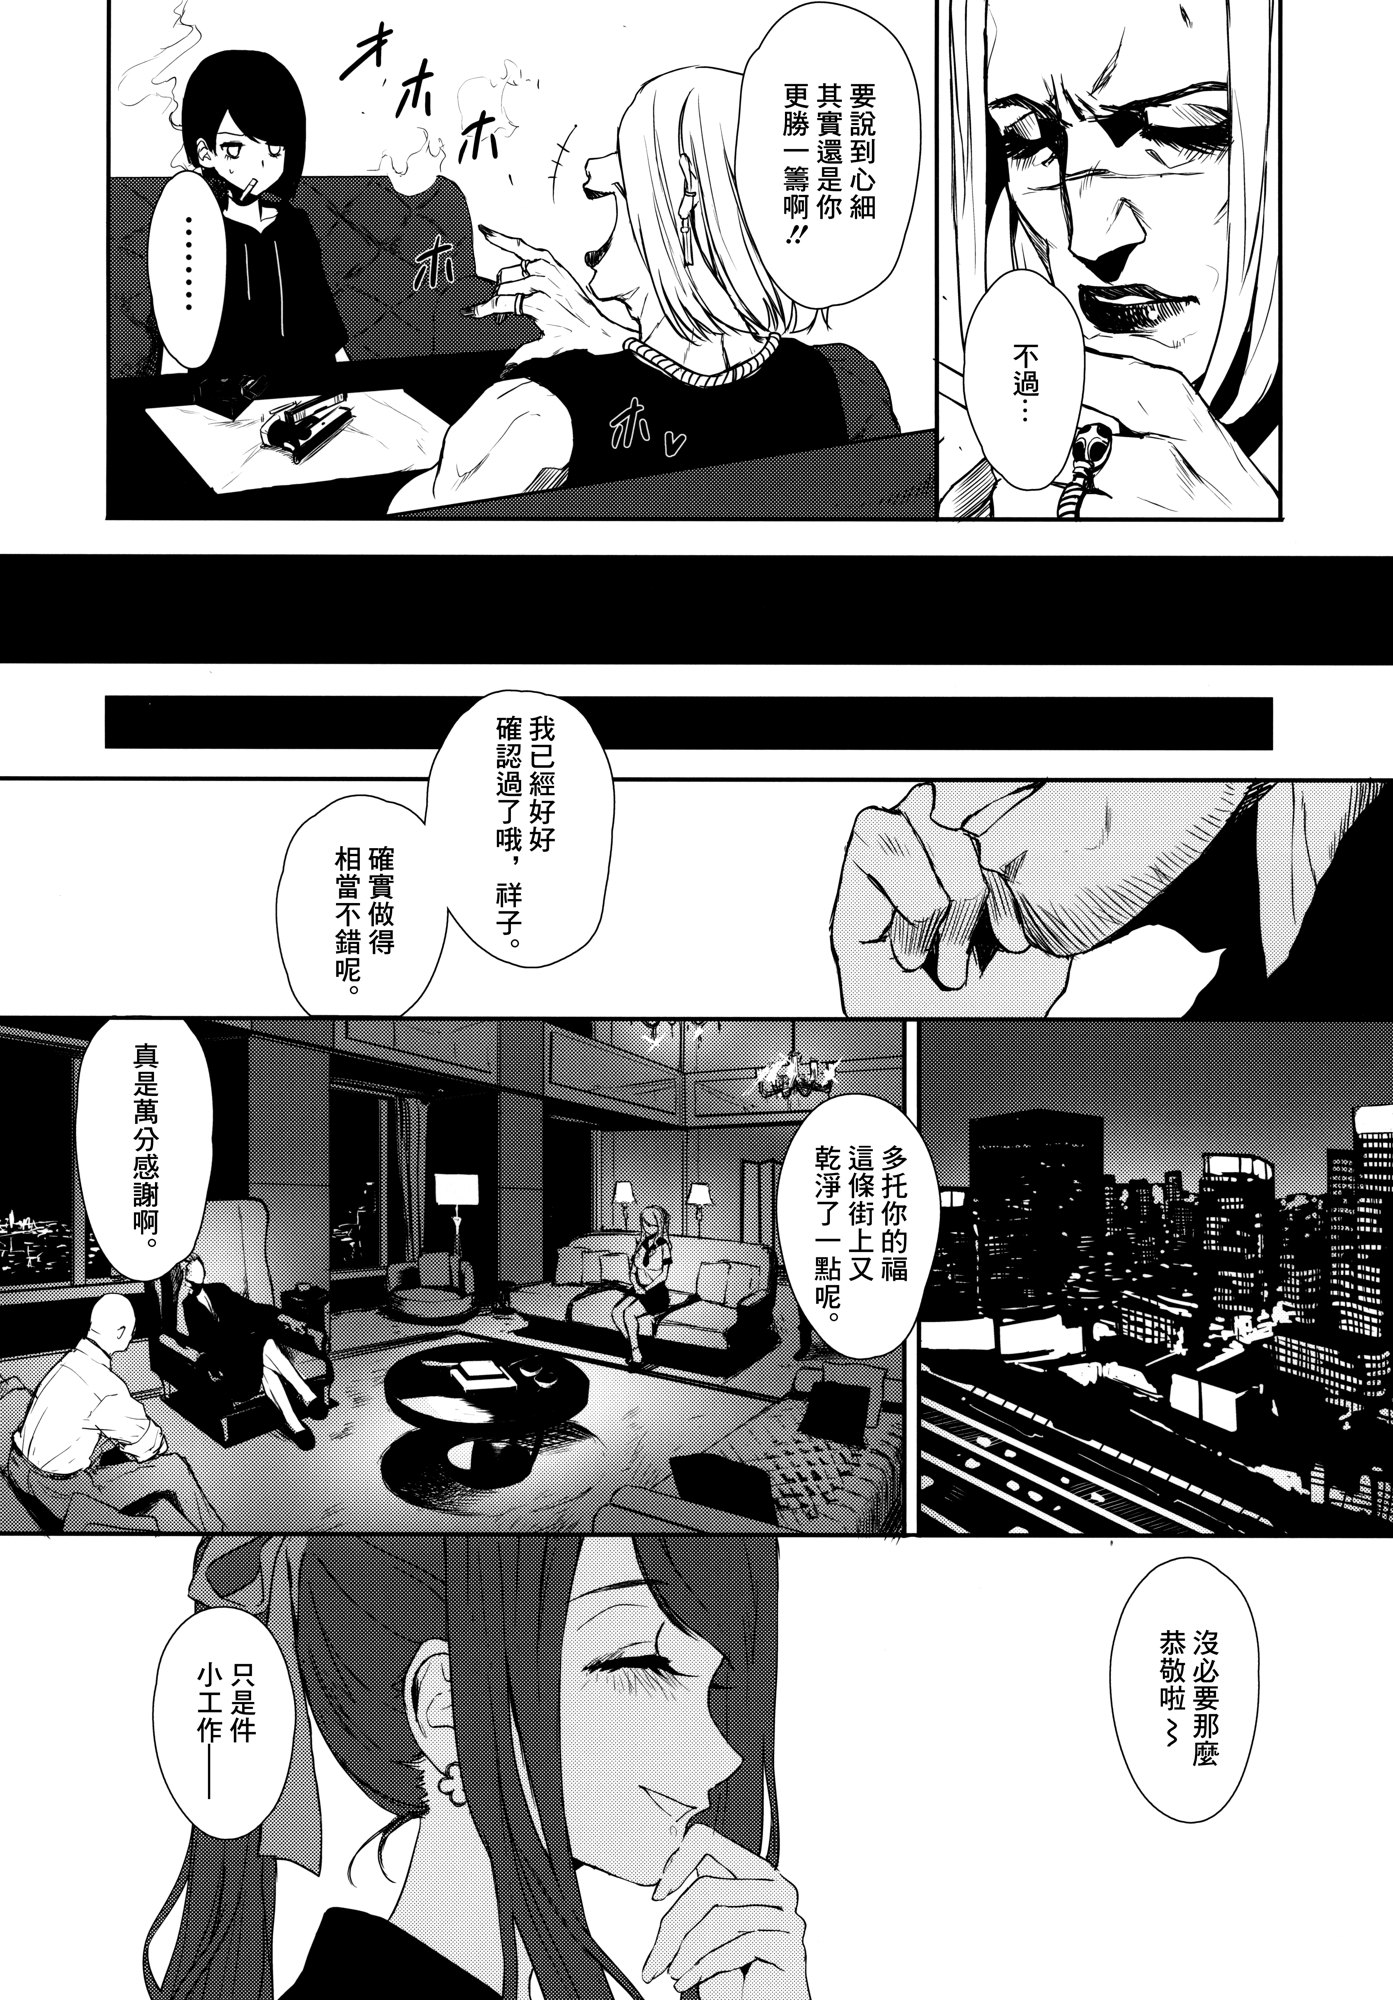 不過…
要說到心細
其實還是你
更勝一籌啊!!
オ
ホ
ホ
ホ
ホ♡
………
我已經好好
確認過了哦，祥子。
確實做得
相當不錯呢。
多托你的福
這條街上又
乾淨了一點呢。
真是萬分感謝啊。
沒必要那麼
恭敬啦～
只是件
小工作——